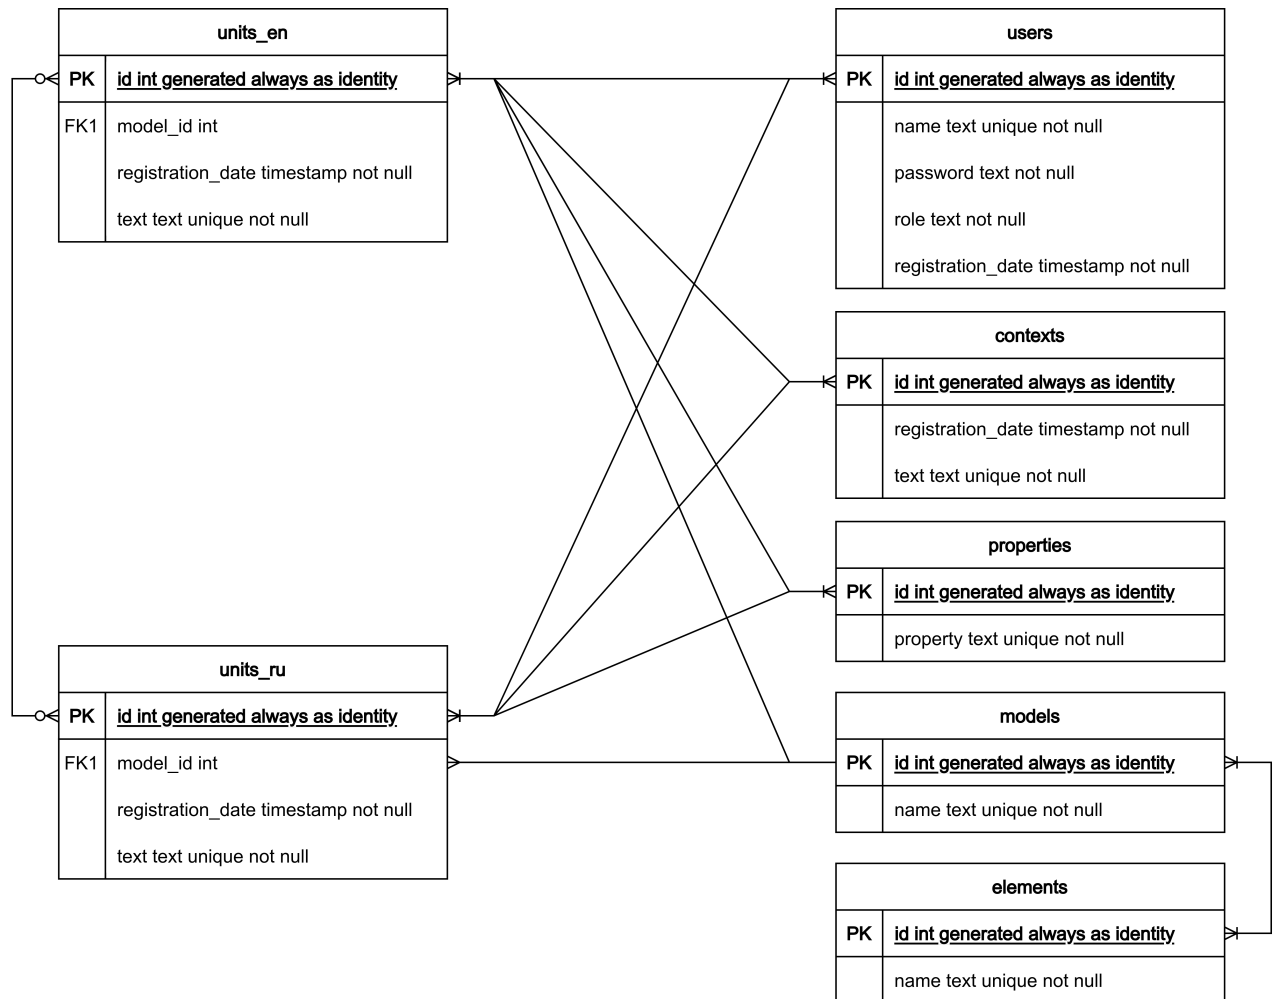 units_en
PK id int generated always as identity
FK1 model_id int
registration_date timestamp not null
text text unique not null
users
PK id int generated always as identity
name text unique not null
password text not null
role text not null
registration_date timestamp not null
contexts
PK id int generated always as identity
registration_date timestamp not null
text text unique not null
properties
PK id int generated always as identity
property text unique not null
units_ru
PK id int generated always as identity
FK1 model_id int
registration_date timestamp not null
text text unique not null
models
PK id int generated always as identity
name text unique not null
elements
PK id int generated always as identity
name text unique not null